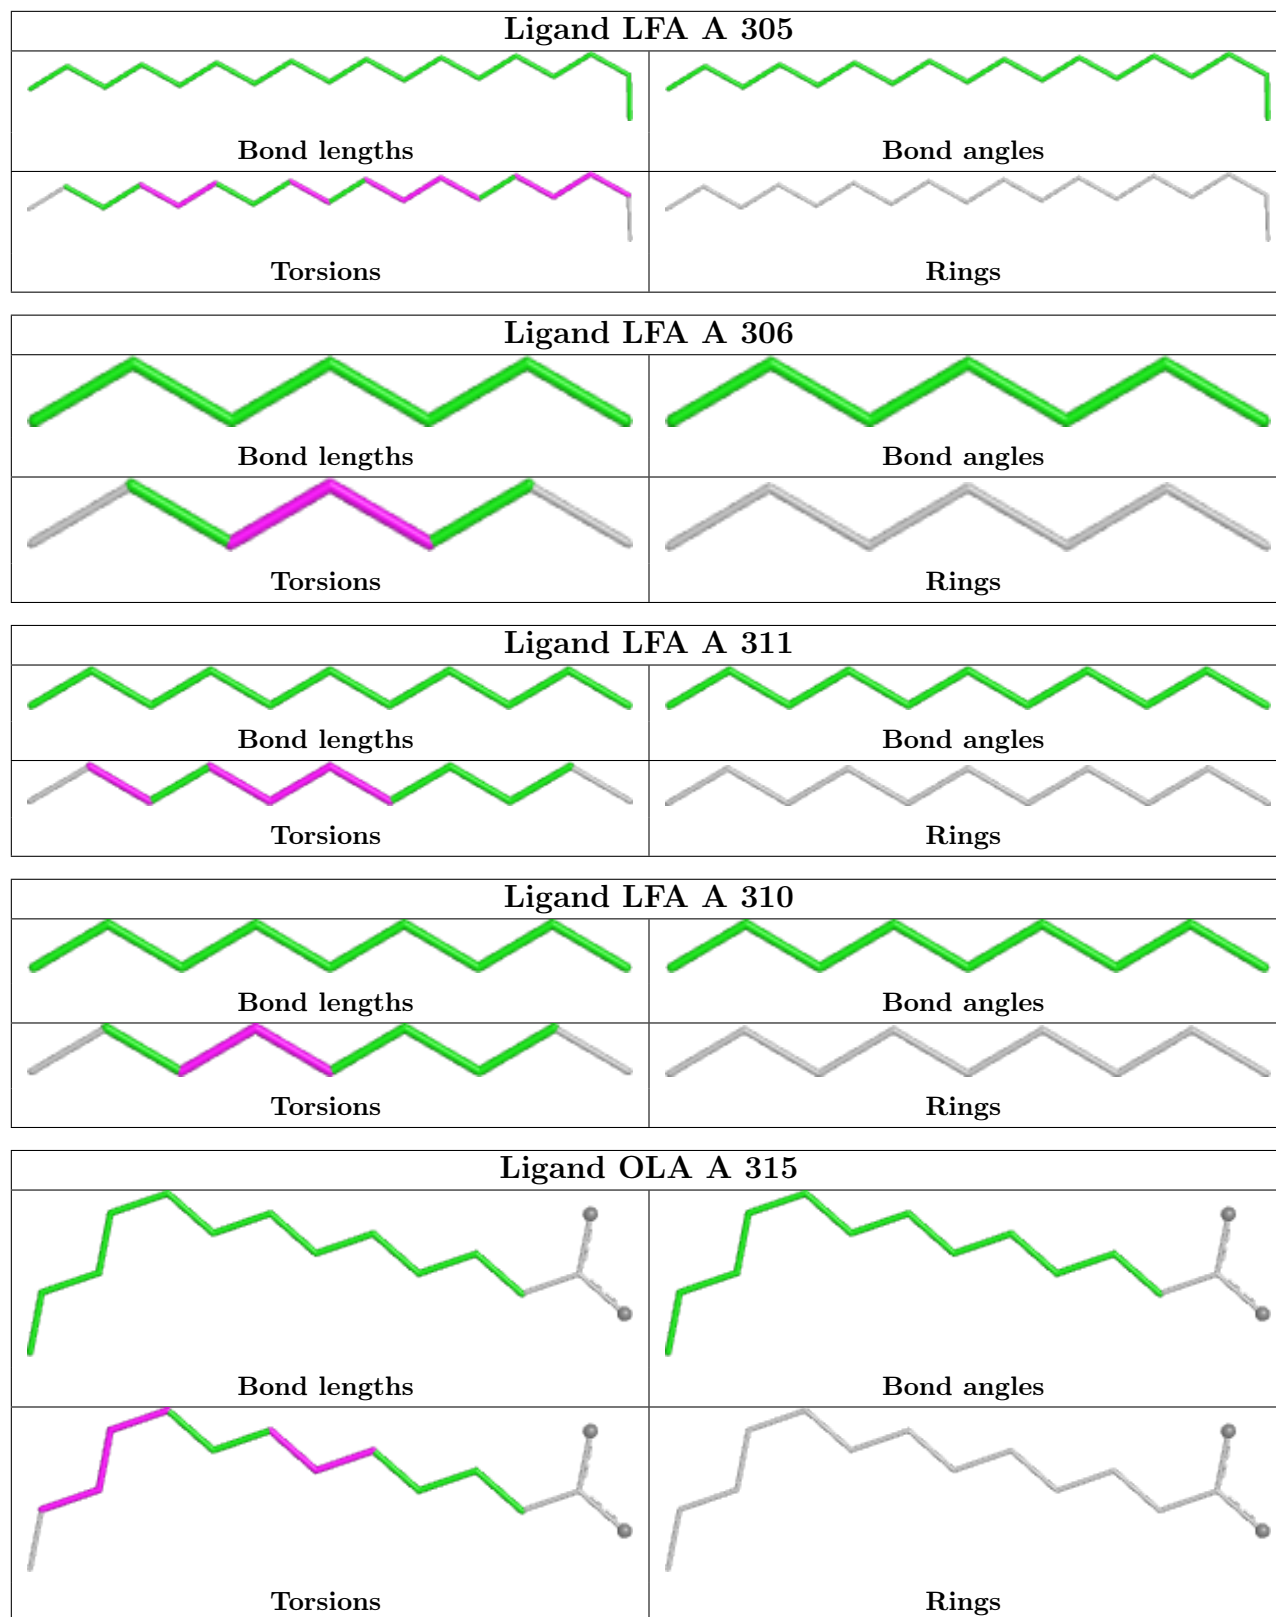 Ligand LFA A 305
Bond lengths Bond angles
Torsions Rings
Ligand LFA A 306
Bond lengths Bond angles
Torsions Rings
Ligand LFA A 311
Bond lengths Bond angles
Torsions Rings
Ligand LFA A 310
Bond lengths Bond angles
Torsions Rings
Ligand OLA A 315
Bond lengths Bond angles
Torsions Rings